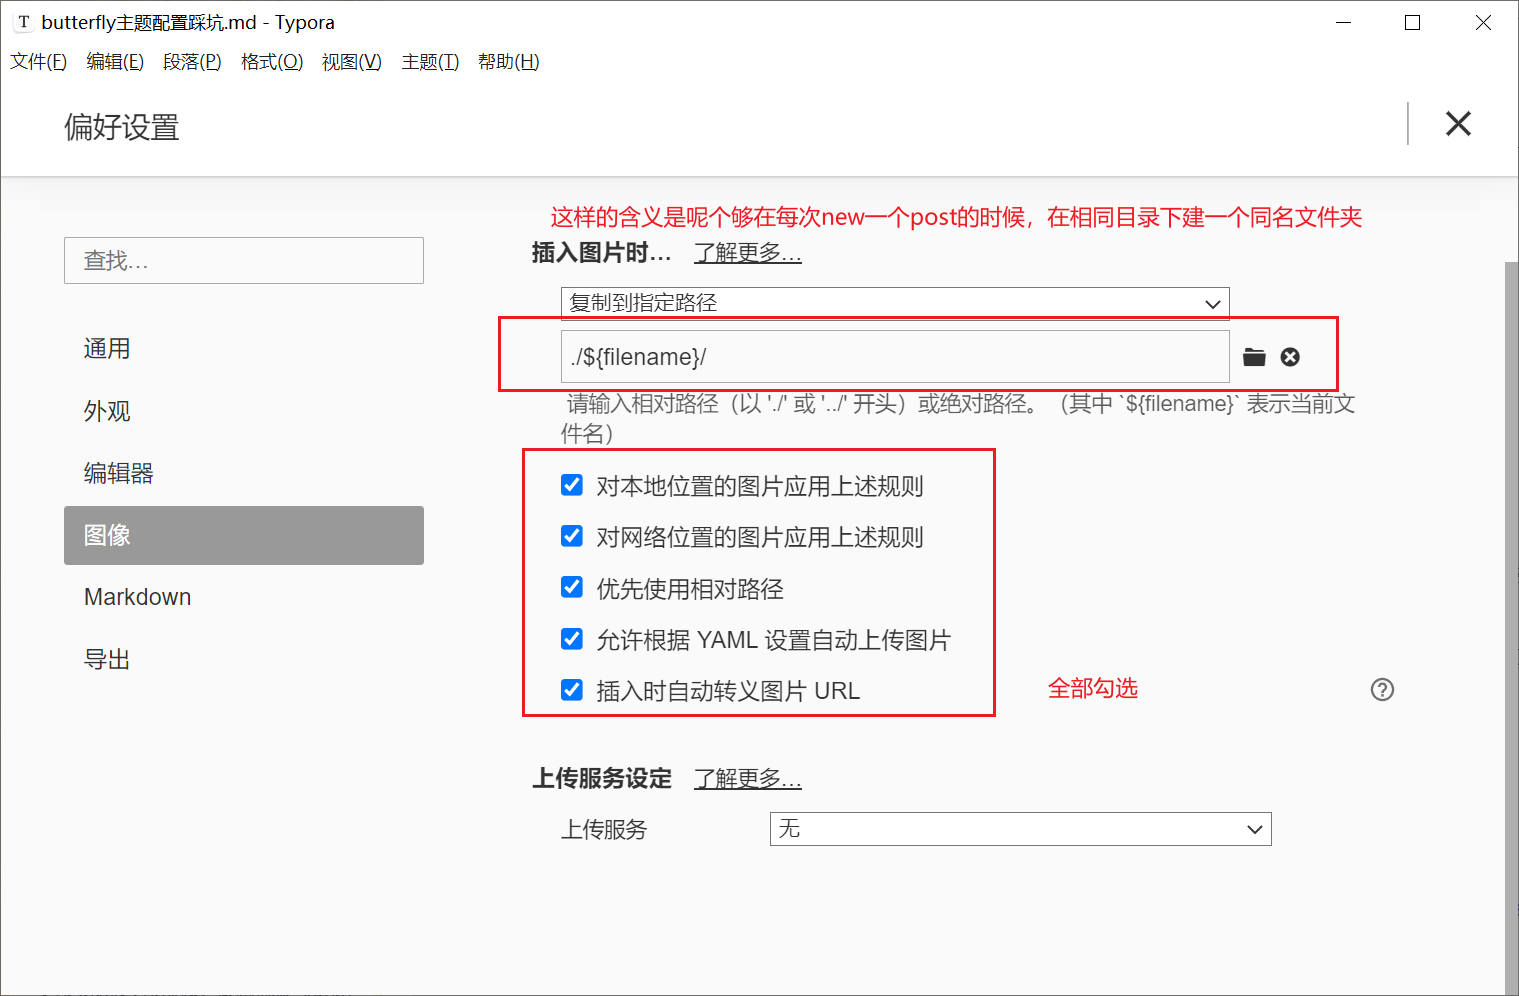 butterfly主题配置踩坑.md - Typora
文件(F) 编辑(E) 段落(P) 格式(O) 视图(V) 主题(T) 帮助(H)
偏好设置
这样的含义是呢个够在每次new一个post的时候，在相同目录下建一个同名文件夹
查找...
插入图片时... 了解更多...
复制到指定路径
./${filename}/
请输入相对路径（以 './' 或 '../' 开头）或绝对路径。（其中 `${filename}` 表示当前文
件名）
通用
外观
编辑器
图像
Markdown
导出
对本地位置的图片应用上述规则
对网络位置的图片应用上述规则
优先使用相对路径
允许根据 YAML 设置自动上传图片
插入时自动转义图片 URL
全部勾选
上传服务设定 了解更多...
上传服务 无